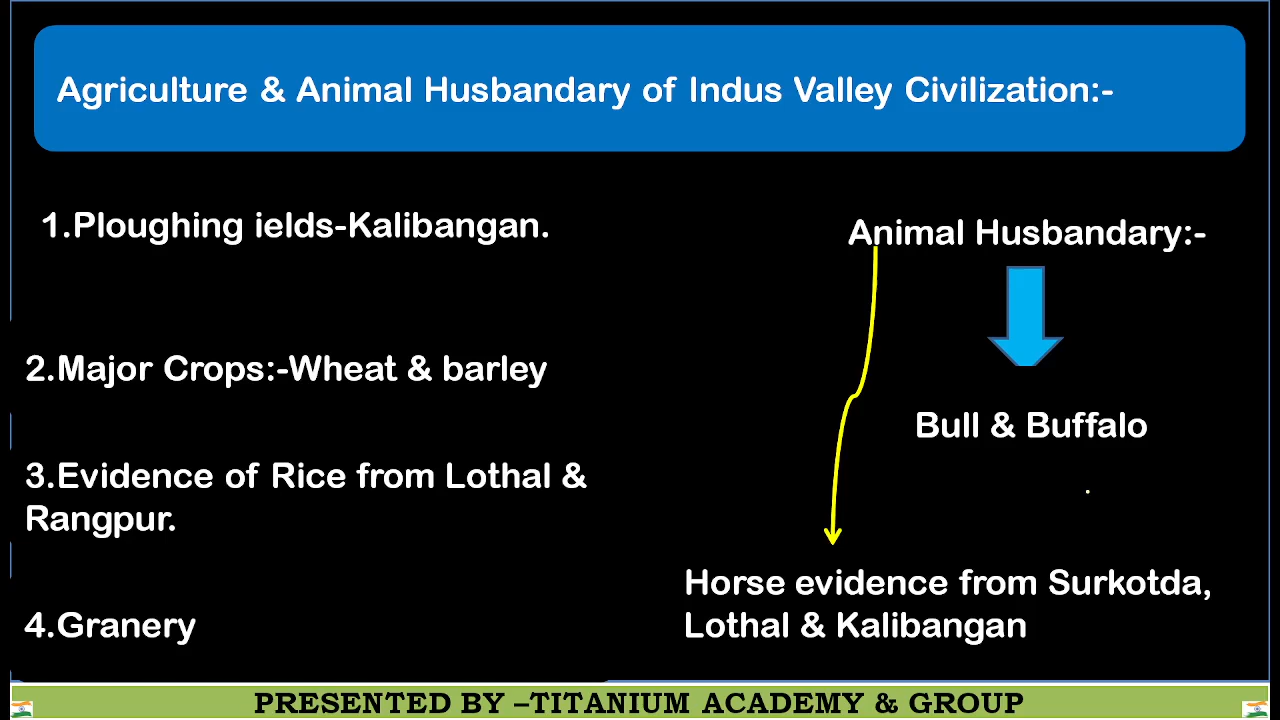 Agriculture & Animal Husbandary of Indus Valley Civilization:-
1.Ploughing ields-Kalibangan.
2.Major Crops:-Wheat & barley
3.Evidence of Rice from Lothal &
Rangpur.
4.Granery
Animal Husbandary:-
Bull & Buffalo
Horse evidence from Surkotda,
Lothal & Kalibangan
PRESENTED BY –TITANIUM ACADEMY & GROUP